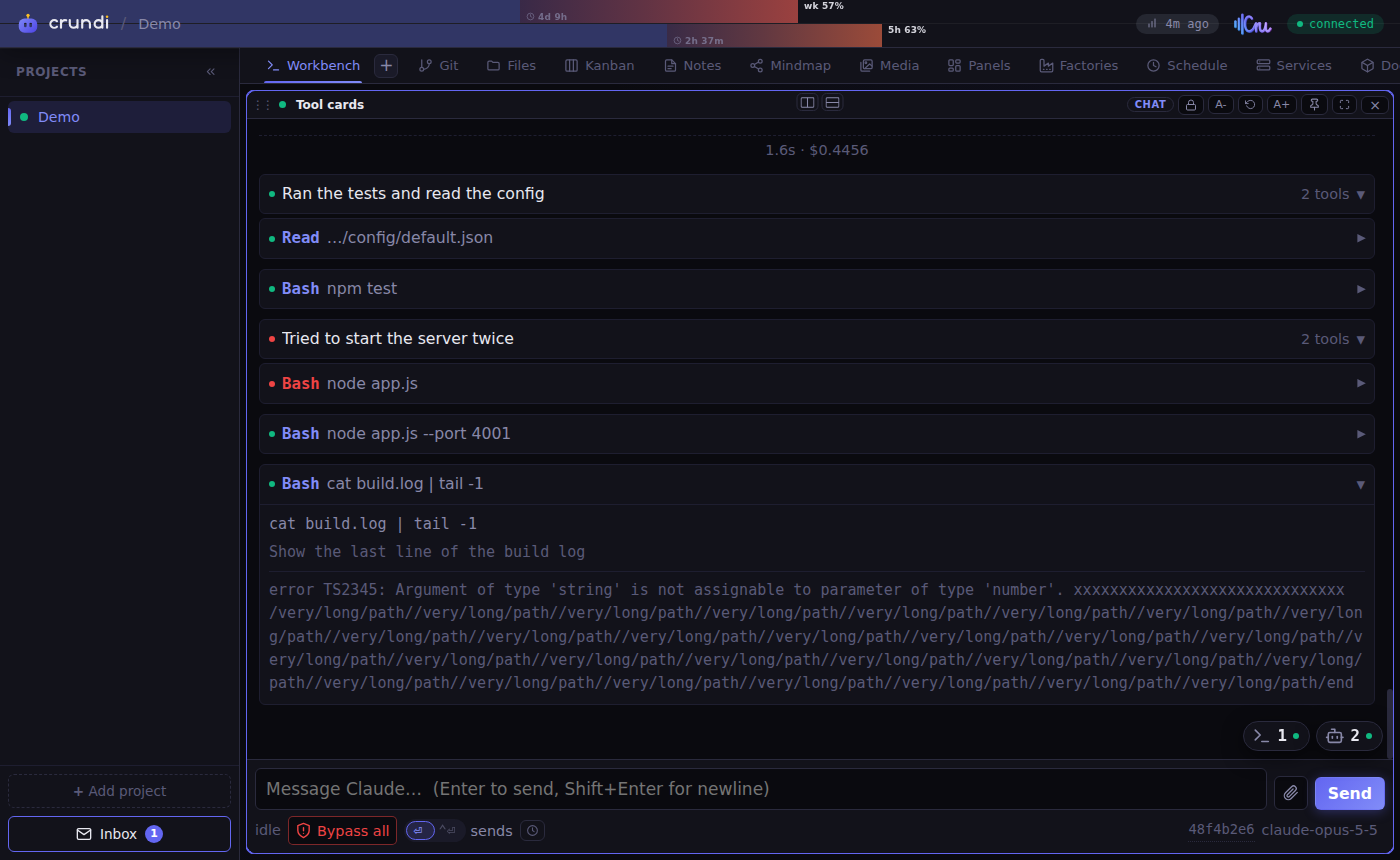 crundi / Demo
4d 9h
wk 57%
2h 37m
5h 63%
4m ago
Cru
connected
PROJECTS «
Demo
+ Add project
Inbox 1
Workbench + Git Files Kanban Notes Mindmap Media Panels Factories Schedule Services Do
Tool cards
CHAT A- A+ ×
1.6s · $0.4456
Ran the tests and read the config 2 tools ▼
Read …/config/default.json ▶
Bash npm test ▶
Tried to start the server twice 2 tools ▼
Bash node app.js ▶
Bash node app.js --port 4001 ▶
Bash cat build.log | tail -1 ▼
cat build.log | tail -1
Show the last line of the build log
error TS2345: Argument of type 'string' is not assignable to parameter of type 'number'. xxxxxxxxxxxxxxxxxxxxxxxxxxxxxx
/very/long/path//very/long/path//very/long/path//very/long/path//very/long/path//very/long/path//very/long/path//very/lon
g/path//very/long/path//very/long/path//very/long/path//very/long/path//very/long/path//very/long/path//very/long/path//v
ery/long/path//very/long/path//very/long/path//very/long/path//very/long/path//very/long/path//very/long/path//very/long/
path//very/long/path//very/long/path//very/long/path//very/long/path//very/long/path//very/long/path//very/long/path/end
1 2
Message Claude… (Enter to send, Shift+Enter for newline)
Send
idle Bypass all ⏎ ^⏎ sends
48f4b2e6 claude-opus-5-5